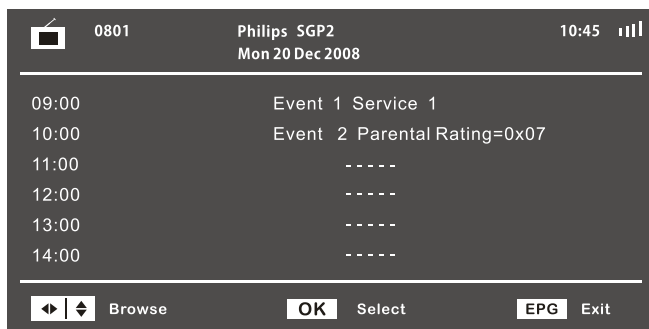 0801 Philips SGP2 10:45
Mon 20 Dec 2008
09:00 Event 1 Service 1
10:00 Event 2 Parental Rating=0x07
11:00 -----
12:00 -----
13:00 -----
14:00 -----
Browse OK Select EPG Exit